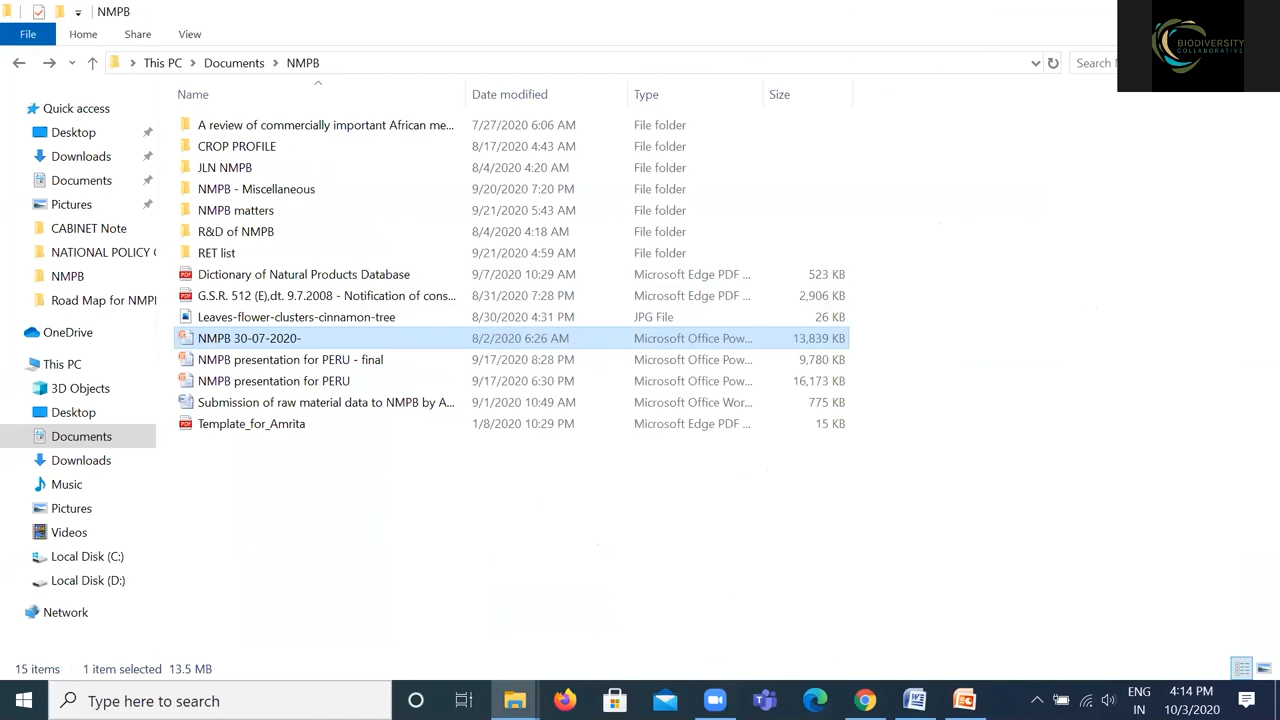 NMPB
File Home Share View
This PC Documents NMPB Search
BIODIVERSITY
COLLABORATIVE
Name Date modified Type Size
Quick access
Desktop
Downloads
Documents
Pictures
CABINET Note
NATIONAL POLICY
NMPB
Road Map for NMPB
OneDrive
This PC
3D Objects
Desktop
Documents
Downloads
Music
Pictures
Videos
Local Disk (C:)
Local Disk (D:)
Network
A review of commercially important African me... 7/27/2020 6:06 AM File folder
CROP PROFILE 8/17/2020 4:43 AM File folder
JLN NMPB 8/4/2020 4:20 AM File folder
NMPB - Miscellaneous 9/20/2020 7:20 PM File folder
NMPB matters 9/21/2020 5:43 AM File folder
R&D of NMPB 8/4/2020 4:18 AM File folder
RET list 9/21/2020 4:59 AM File folder
Dictionary of Natural Products Database 9/7/2020 10:29 AM Microsoft Edge PDF ... 523 KB
G.S.R. 512 (E),dt. 9.7.2008 - Notification of cons... 8/31/2020 7:28 PM Microsoft Edge PDF ... 2,906 KB
Leaves-flower-clusters-cinnamon-tree 8/30/2020 4:31 PM JPG File 26 KB
NMPB 30-07-2020- 8/2/2020 6:26 AM Microsoft Office Pow... 13,839 KB
NMPB presentation for PERU - final 9/17/2020 8:28 PM Microsoft Office Pow... 9,780 KB
NMPB presentation for PERU 9/17/2020 6:30 PM Microsoft Office Pow... 16,173 KB
Submission of raw material data to NMPB by A... 9/1/2020 10:49 AM Microsoft Office Wor... 775 KB
Template_for_Amrita 1/8/2020 10:29 PM Microsoft Edge PDF ... 15 KB
15 items 1 item selected 13.5 MB
Type here to search
ENG
IN
4:14 PM
10/3/2020